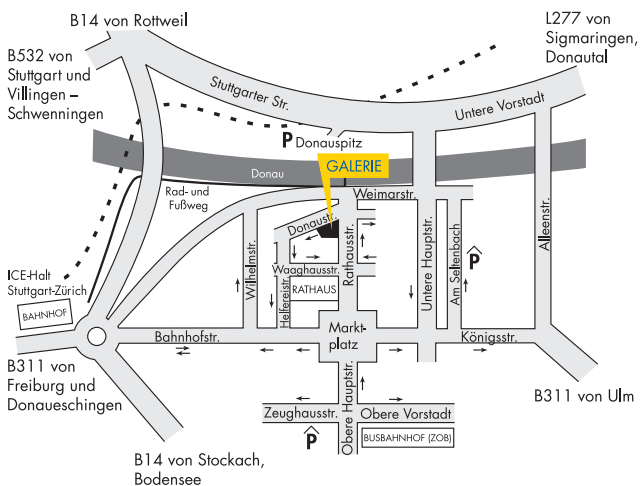 B14 von Rottweil
L277 von
Sigmaringen,
Donautal
B532 von
Stuttgart und
Villingen –
Schwenningen
Stuttgarter Str.
Untere Vorstadt
P Donauspitz
GALERIE
Donau
Rad- und
Fußweg
Weimarstr.
Donaustr.
Wilhelmstr.
Rathausstr.
Untere Hauptstr.
Am Seltenbach
Alleenstr.
P
ICE-Halt
Stuttgart-Zürich
BAHNHOF
Waaghausstr.
Helfereistr.
RATHAUS
Bahnhofstr.
Markt-
platz
Königsstr.
B311 von
Freiburg und
Donaueschingen
B311 von Ulm
Zeughausstr.
Obere Hauptstr.
Obere Vorstadt
P
BUSBAHNHOF (ZOB)
B14 von Stockach,
Bodensee